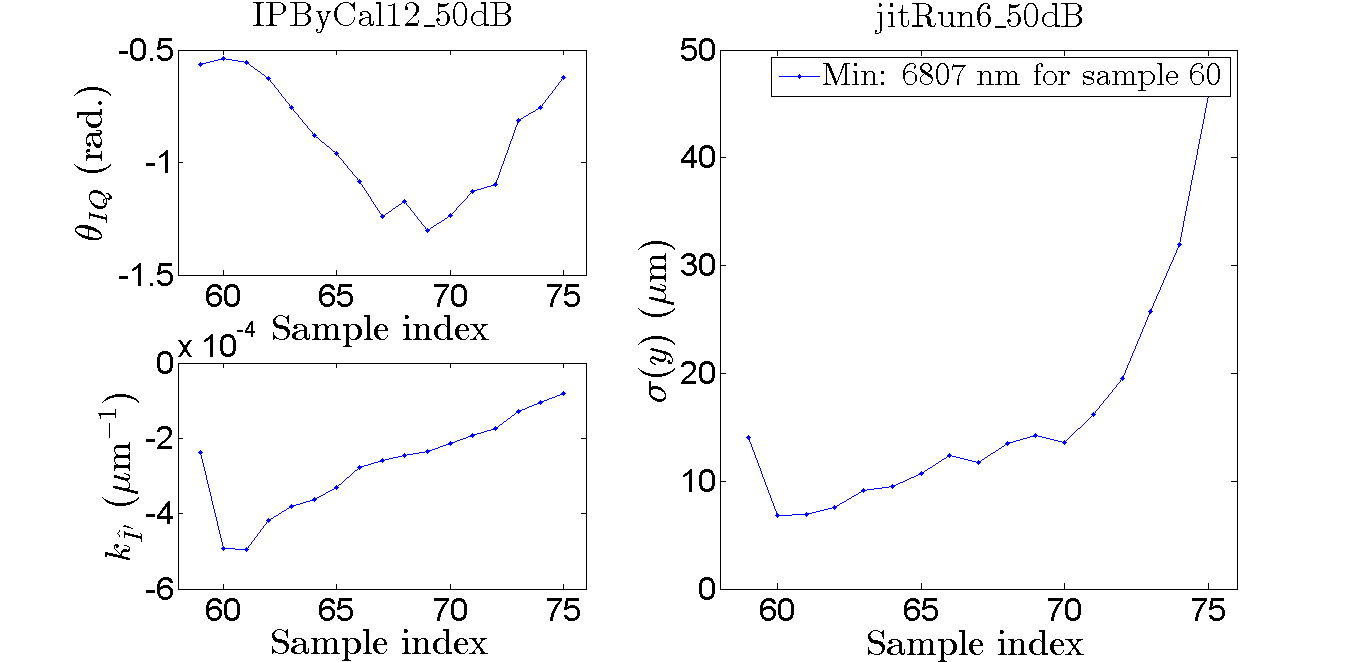 IPByCal12_50dB
-0.5
-1
-1.5
θIQ (rad.)
60 65 70 75
Sample index
x 10^-4
0
-2
-4
-6
kÎ′ (μm⁻¹)
60 65 70 75
Sample index
jitRun6_50dB
Min: 6807 nm for sample 60
50
40
30
20
10
0
σ(y) (μm)
60 65 70 75
Sample index